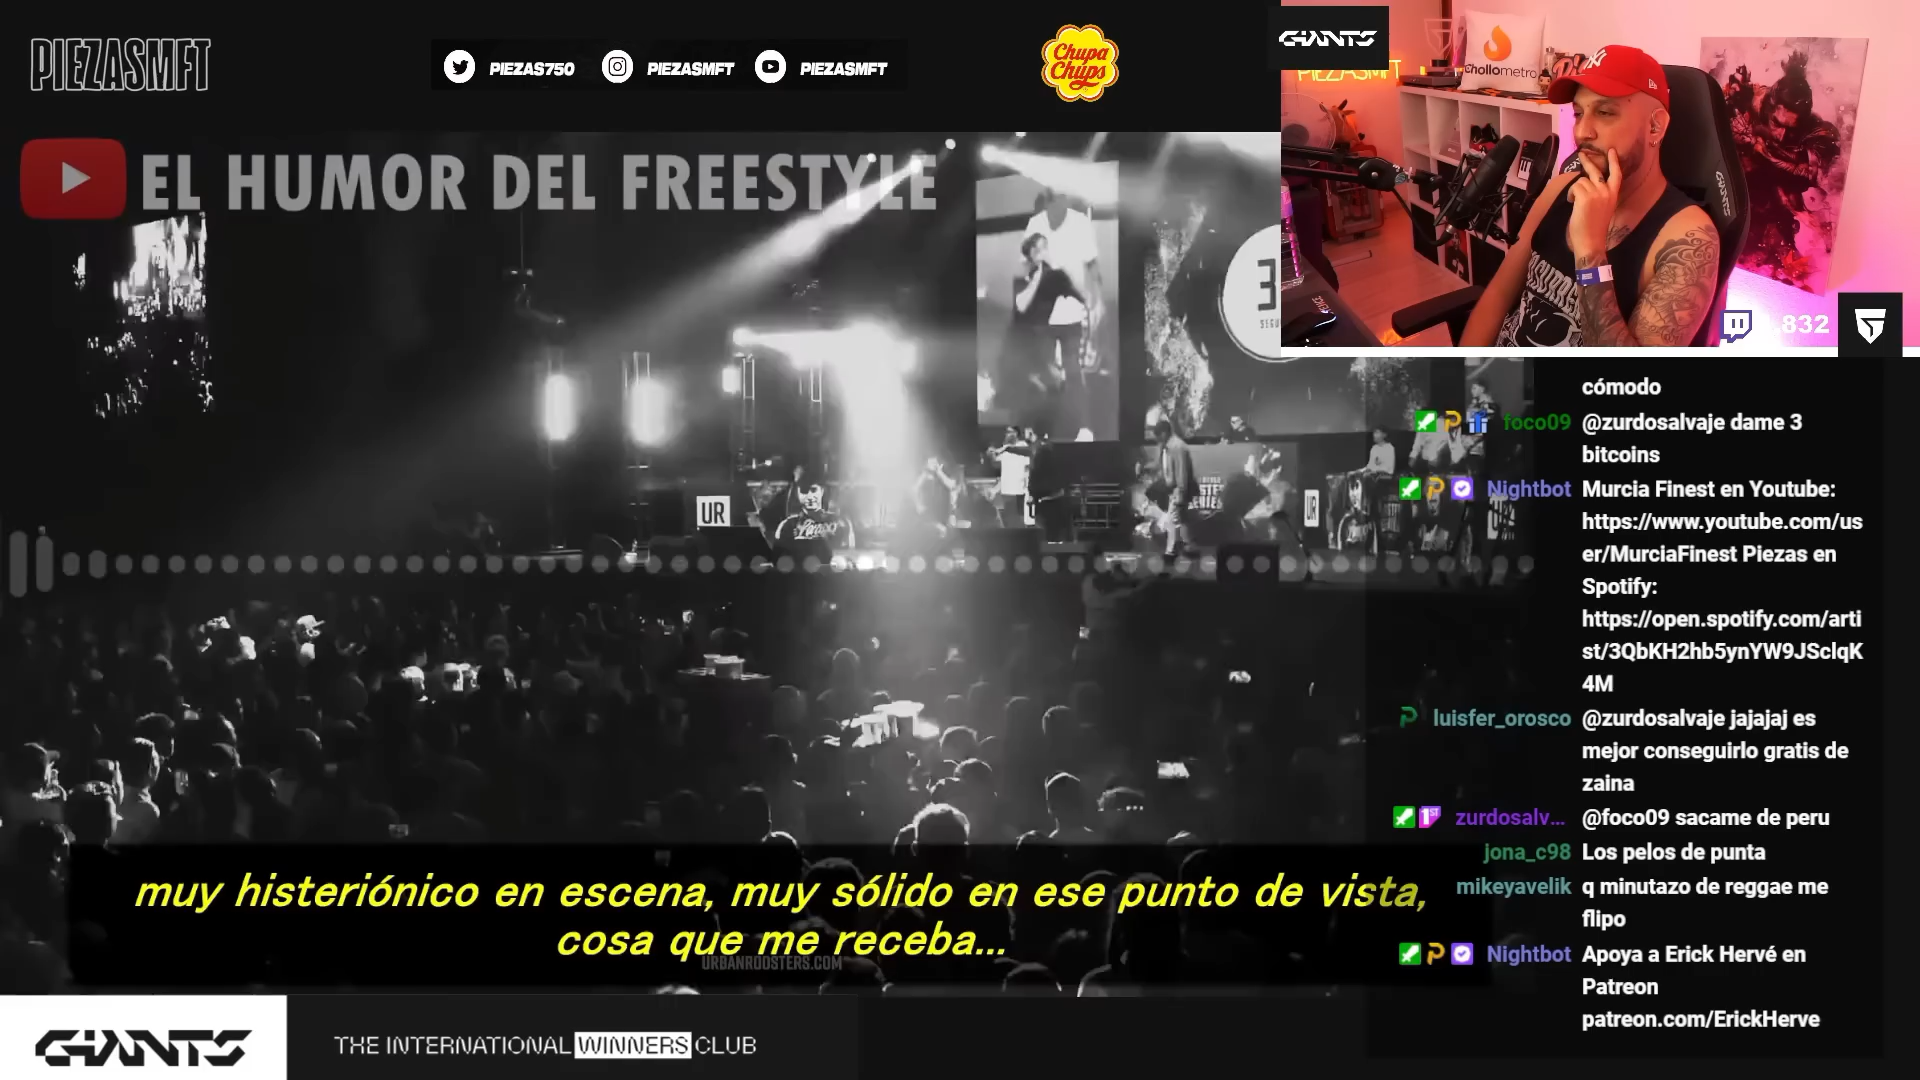 PIEZASMFT
PIEZAS750
PIEZASMFT
PIEZASMFT
Chupa
Chups
GIANTS
PIEZASMFT
Chollometro
EL HUMOR DEL FREESTYLE
3
832
UR
UR
cómodo
foco09 @zurdosalvaje dame 3
bitcoins
Nightbot Murcia Finest en Youtube:
https://www.youtube.com/us
er/MurciaFinest Piezas en
Spotify:
https://open.spotify.com/arti
st/3QbKH2hb5ynYW9JSclqK
4M
luisfer_orosco @zurdosalvaje jajajaj es
mejor conseguirlo gratis de
zaina
zurdosalv... @foco09 sacame de peru
jona_c98 Los pelos de punta
mikeyavelik q minutazo de reggae me
flipo
Nightbot Apoya a Erick Hervé en
Patreon
patreon.com/ErickHerve
muy histeriónico en escena, muy sólido en ese punto de vista,
cosa que me receba...
URBANROOSTERS.COM
GIANTS
THE INTERNATIONAL WINNERS CLUB